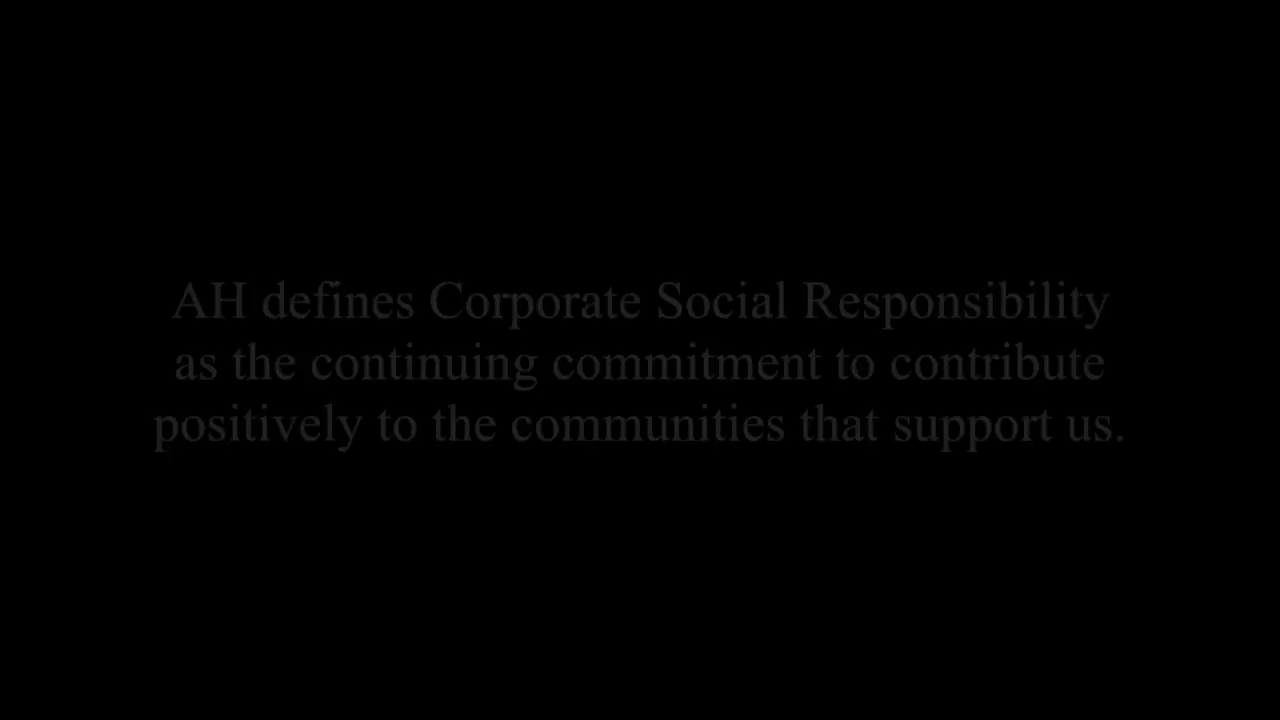 AH defines Corporate Social Responsibility
as the continuing commitment to contribute
positively to the communities that support us.